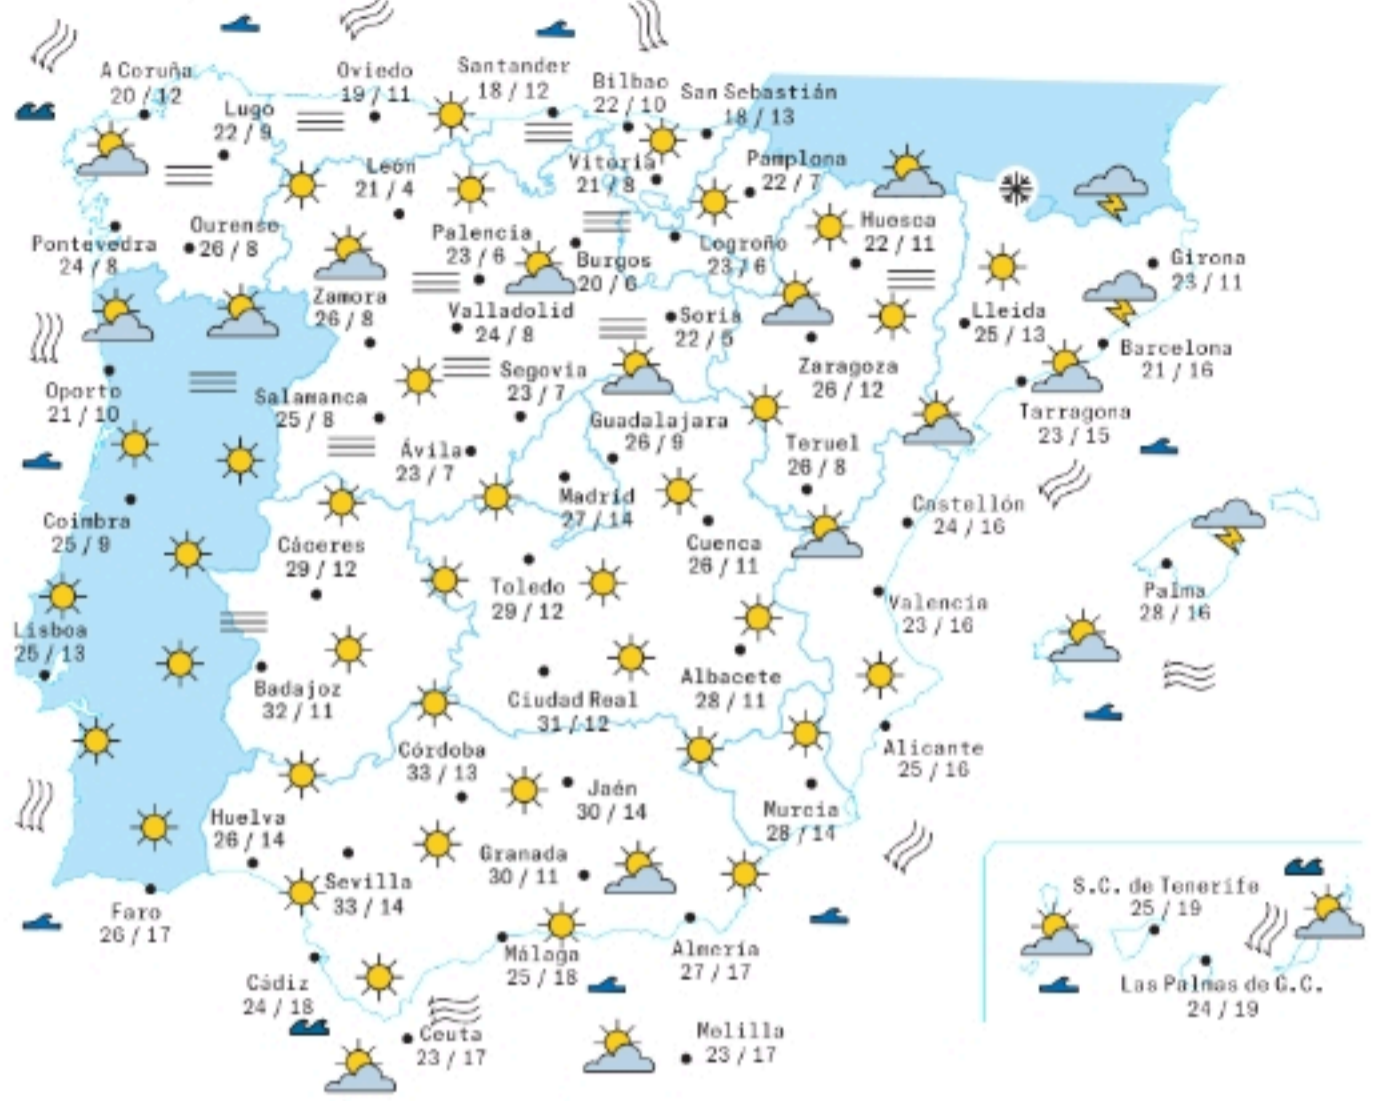 A Coruña
20 / 12
Lugo
22 / 9
Oviedo
19 / 11
Santander
18 / 12
Bilbao
22 / 10
San Sebastián
18 / 13
León
21 / 4
Vitoria
21 / 8
Pamplona
22 / 7
Pontevedra
24 / 8
Ourense
26 / 8
Palencia
23 / 6
Burgos
20 / 6
Logroño
23 / 6
Huesca
22 / 11
Girona
23 / 11
Zamora
26 / 8
Valladolid
24 / 8
Soria
22 / 5
Lleida
25 / 13
Barcelona
21 / 16
Oporto
21 / 10
Salamanca
25 / 8
Segovia
23 / 7
Zaragoza
26 / 12
Tarragona
23 / 15
Ávila
23 / 7
Guadalajara
26 / 9
Teruel
26 / 8
Coimbra
25 / 9
Cáceres
29 / 12
Madrid
27 / 14
Cuenca
26 / 11
Castellón
24 / 16
Toledo
29 / 12
Valencia
23 / 16
Palma
28 / 16
Lisboa
25 / 13
Badajoz
32 / 11
Ciudad Real
31 / 12
Albacete
28 / 11
Alicante
25 / 16
Córdoba
33 / 13
Jaén
30 / 14
Murcia
28 / 14
Huelva
26 / 14
Sevilla
33 / 14
Granada
30 / 11
Faro
26 / 17
Cádiz
24 / 18
Málaga
25 / 18
Almería
27 / 17
Ceuta
23 / 17
Melilla
23 / 17
S.C. de Tenerife
25 / 19
Las Palmas de G.C.
24 / 19